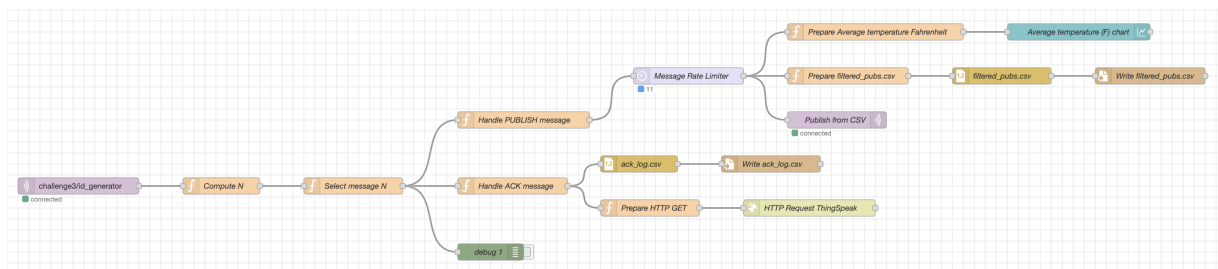 Prepare Average temperature Fahrenheit
Average temperature (F) chart
Message Rate Limiter
11
Prepare filtered_pubs.csv
filtered_pubs.csv
Write filtered_pubs.csv
Handle PUBLISH message
Publish from CSV
connected
ack_log.csv
Write ack_log.csv
challenge3/id_generator
connected
Compute N
Select message N
Handle ACK message
Prepare HTTP GET
HTTP Request ThingSpeak
debug 1